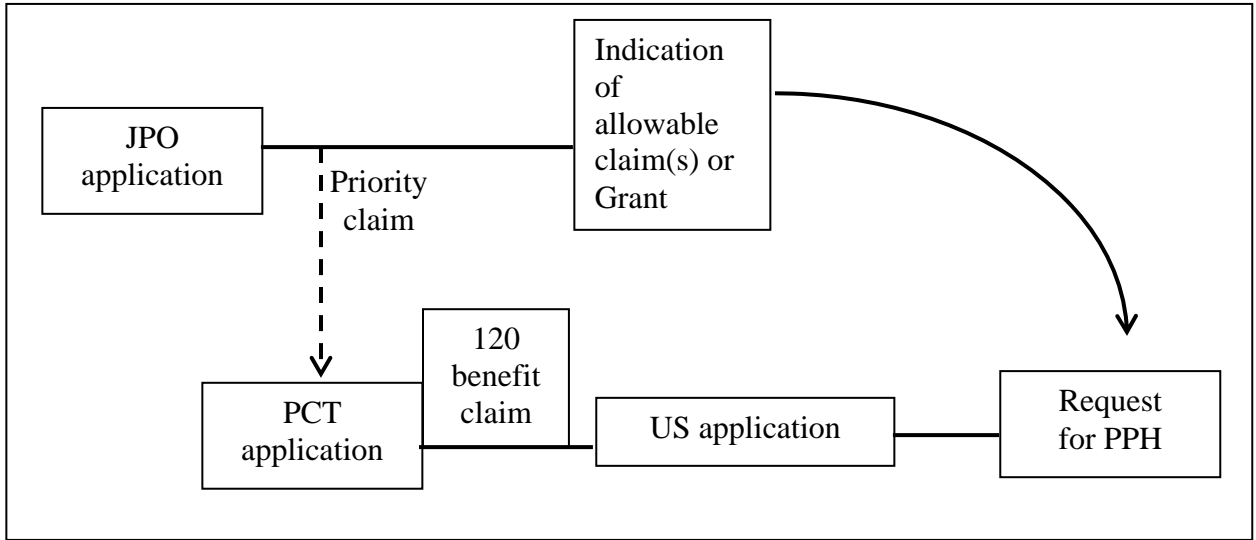 JPO
application
Priority
claim
Indication
of
allowable
claim(s) or
Grant
PCT
application
120
benefit
claim
US application
Request
for PPH